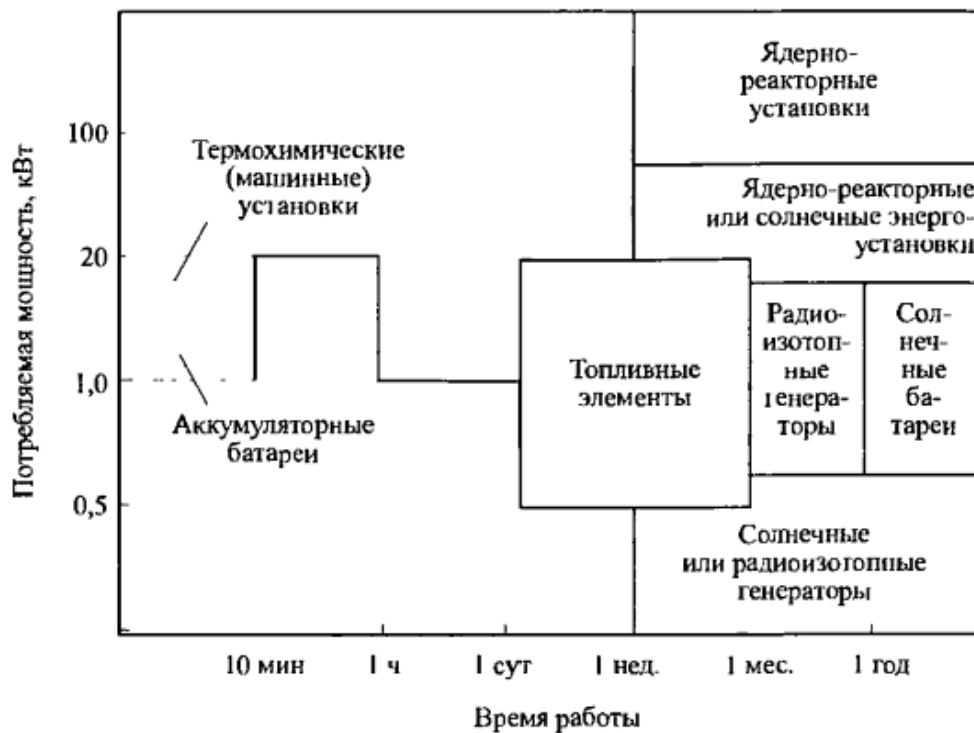 Потребляемая мощность, кВт
100
20
1,0
0,5
Термохимические
(машинные)
установки
Аккумуляторные
батареи
Топливные
элементы
Ядерно-
реакторные
установки
Ядерно-реакторные
или солнечные энерго-
установки
Радио-
изотоп-
ные
генера-
торы
Сол-
неч-
ные
ба-
тареи
Солнечные
или радиоизотопные
генераторы
10 мин
1 ч
1 сут
1 нед.
1 мес.
1 год
Время работы